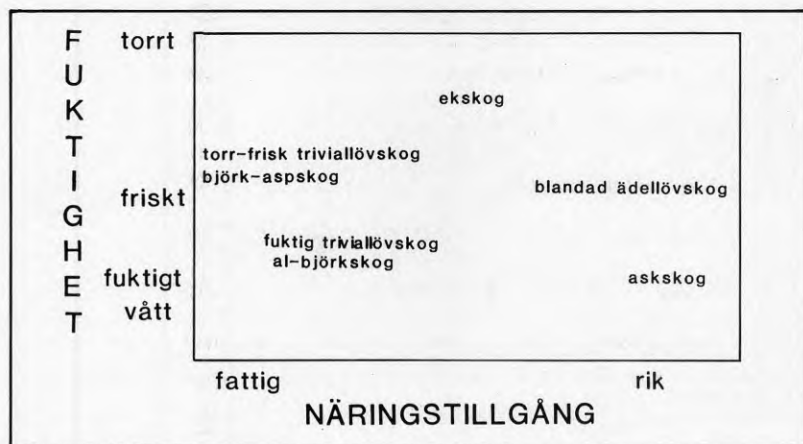 FUKTIGHET
torrt
ekskog
torr-frisk triviallövskog
björk-aspskog
blandad ädellövskog
friskt
fuktig triviallövskog
al-björkskog
fuktigt
askskog
vått
fattig
rik
NÄRINGSTILLGÅNG